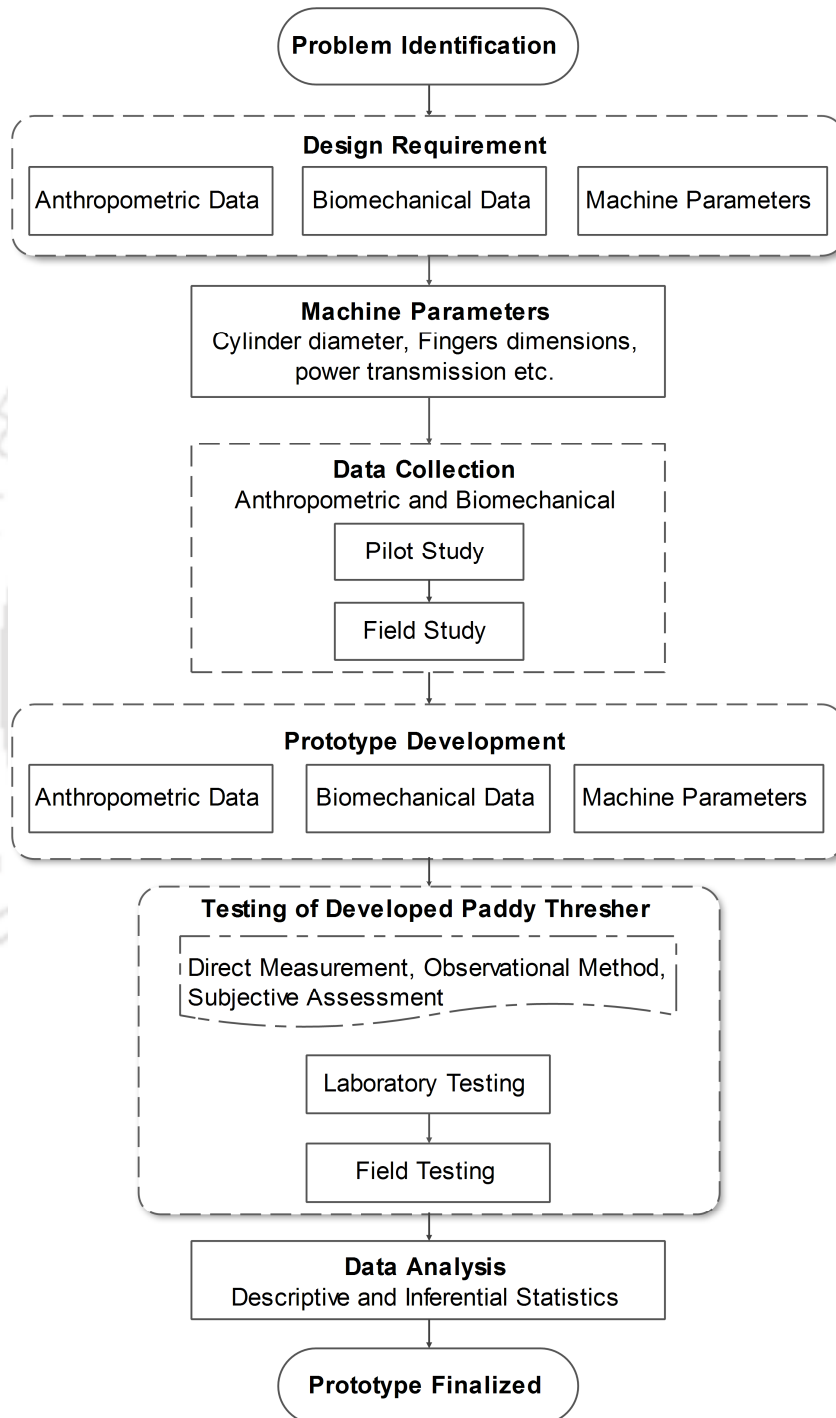 Problem Identification
Design Requirement
Anthropometric Data
Biomechanical Data
Machine Parameters
Machine Parameters
Cylinder diameter, Fingers dimensions,
power transmission etc.
Data Collection
Anthropometric and Biomechanical
Pilot Study
Field Study
Prototype Development
Anthropometric Data
Biomechanical Data
Machine Parameters
Testing of Developed Paddy Thresher
Direct Measurement, Observational Method,
Subjective Assessment
Laboratory Testing
Field Testing
Data Analysis
Descriptive and Inferential Statistics
Prototype Finalized